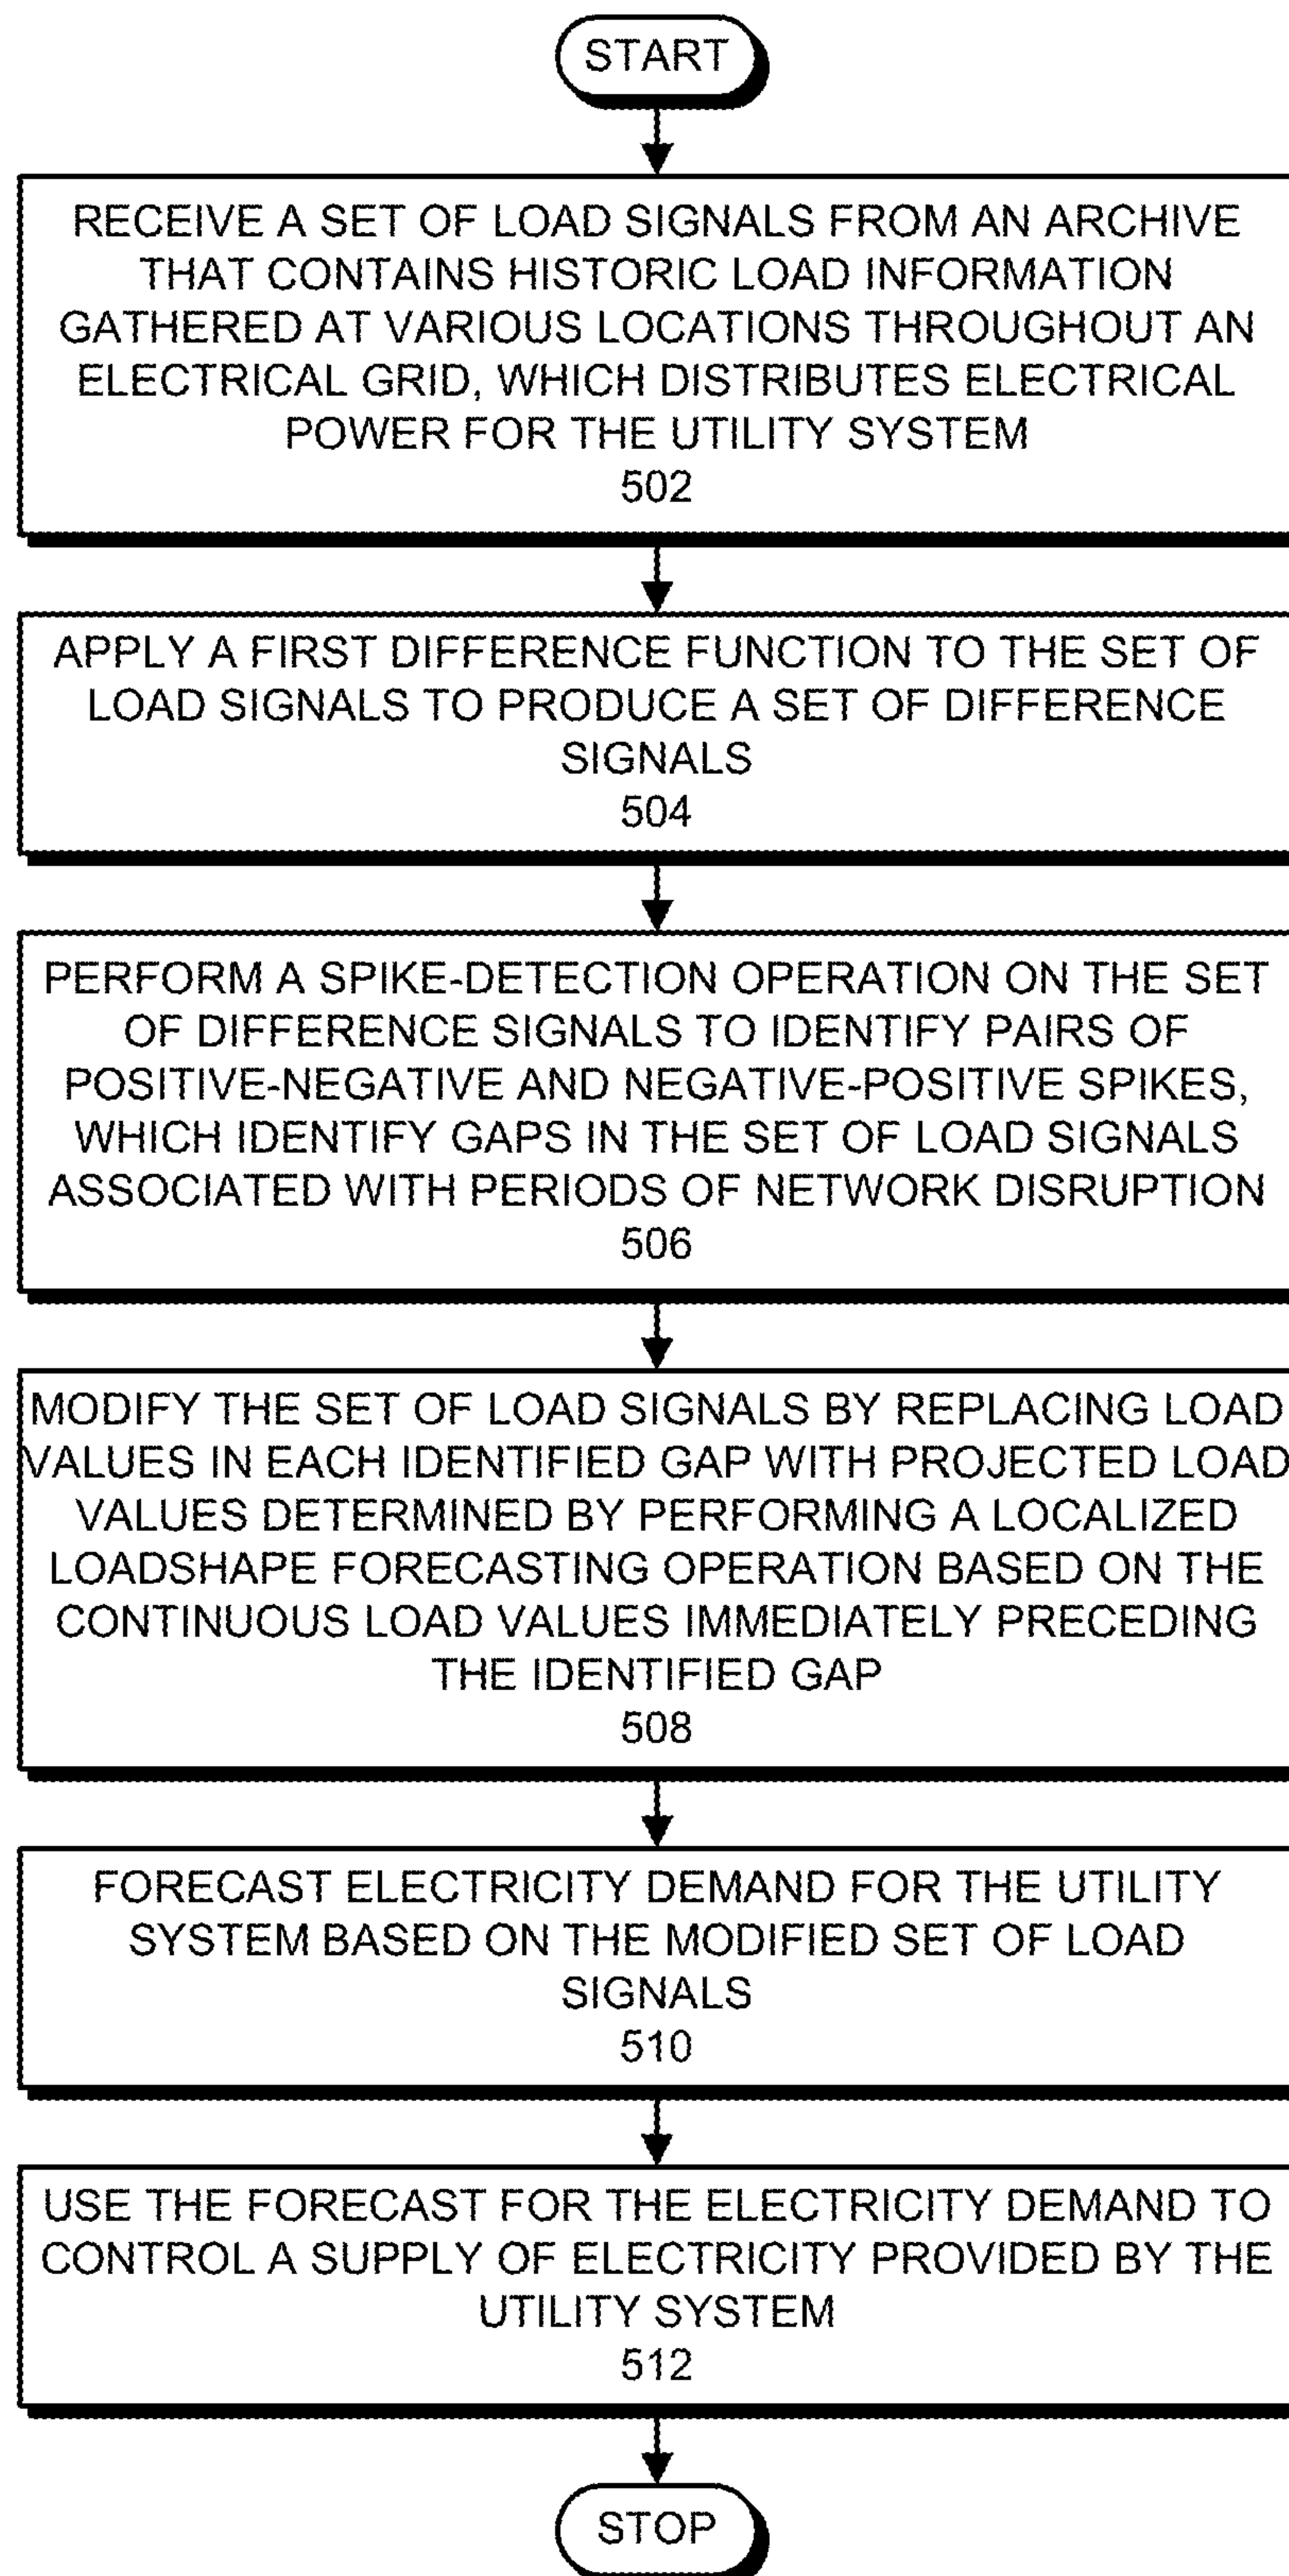 START
RECEIVE A SET OF LOAD SIGNALS FROM AN ARCHIVE
THAT CONTAINS HISTORIC LOAD INFORMATION
GATHERED AT VARIOUS LOCATIONS THROUGHOUT AN
ELECTRICAL GRID, WHICH DISTRIBUTES ELECTRICAL
POWER FOR THE UTILITY SYSTEM
502
APPLY A FIRST DIFFERENCE FUNCTION TO THE SET OF
LOAD SIGNALS TO PRODUCE A SET OF DIFFERENCE
SIGNALS
504
PERFORM A SPIKE-DETECTION OPERATION ON THE SET
OF DIFFERENCE SIGNALS TO IDENTIFY PAIRS OF
POSITIVE-NEGATIVE AND NEGATIVE-POSITIVE SPIKES,
WHICH IDENTIFY GAPS IN THE SET OF LOAD SIGNALS
ASSOCIATED WITH PERIODS OF NETWORK DISRUPTION
506
MODIFY THE SET OF LOAD SIGNALS BY REPLACING LOAD
VALUES IN EACH IDENTIFIED GAP WITH PROJECTED LOAD
VALUES DETERMINED BY PERFORMING A LOCALIZED
LOADSHAPE FORECASTING OPERATION BASED ON THE
CONTINUOUS LOAD VALUES IMMEDIATELY PRECEDING
THE IDENTIFIED GAP
508
FORECAST ELECTRICITY DEMAND FOR THE UTILITY
SYSTEM BASED ON THE MODIFIED SET OF LOAD
SIGNALS
510
USE THE FORECAST FOR THE ELECTRICITY DEMAND TO
CONTROL A SUPPLY OF ELECTRICITY PROVIDED BY THE
UTILITY SYSTEM
512
STOP